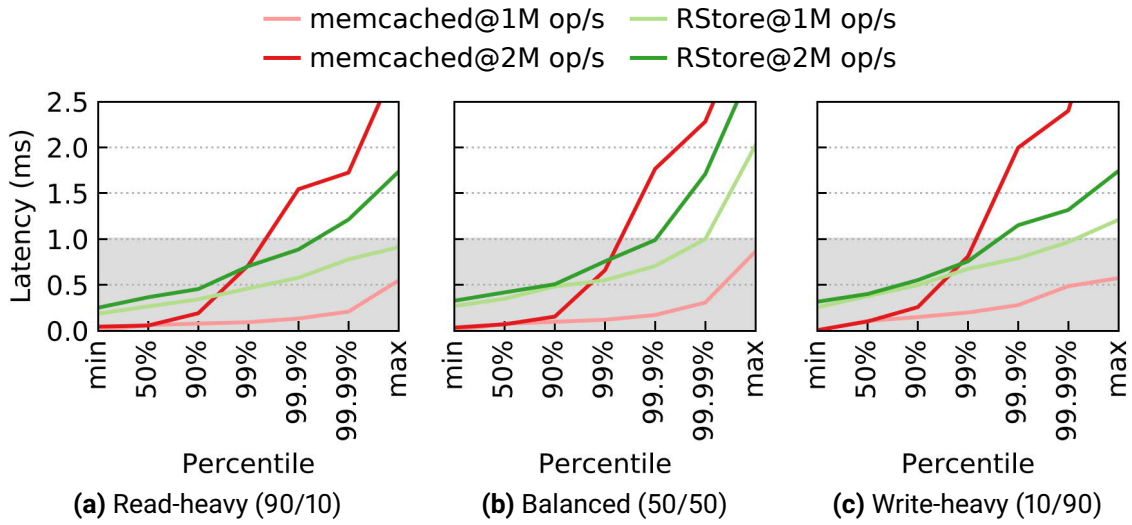 memcached@1M op/s RStore@1M op/s
memcached@2M op/s RStore@2M op/s
Latency (ms)
2.5
2.0
1.5
1.0
0.5
0.0
min 50% 90% 99% 99.9% 99.99% max
min 50% 90% 99% 99.9% 99.99% max
min 50% 90% 99% 99.9% 99.99% max
Percentile Percentile Percentile
(a) Read-heavy (90/10) (b) Balanced (50/50) (c) Write-heavy (10/90)